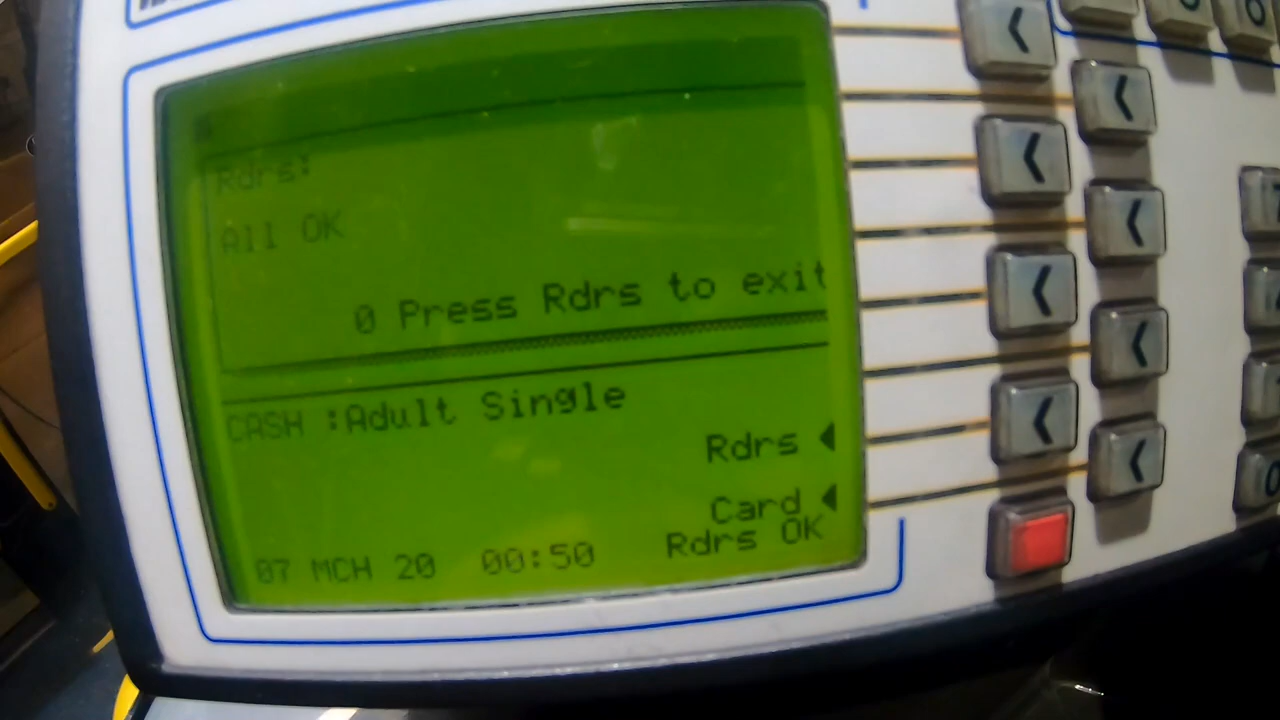 Rdrs:
All OK
0 Press Rdrs to exit
CASH :Adult Single
Rdrs
Card
Rdrs OK
07 MCH 20 00:50